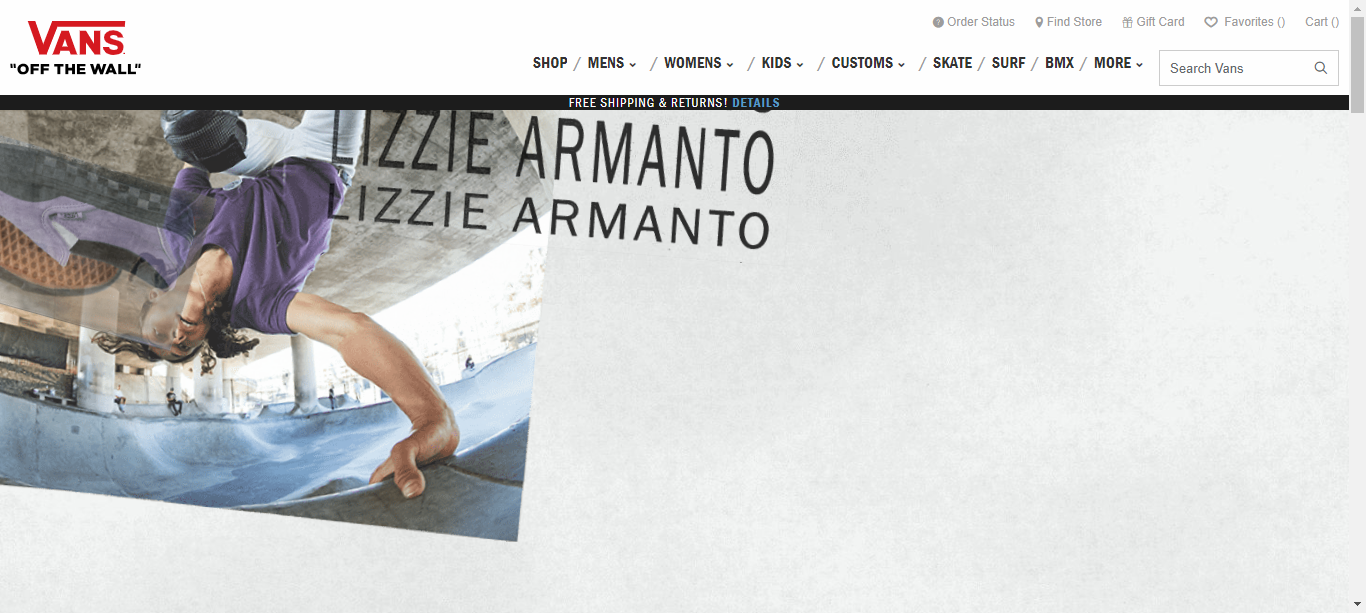 Order Status
Find Store
Gift Card
Favorites ()
Cart ()
VANS
"OFF THE WALL"
SHOP / MENS / WOMENS / KIDS / CUSTOMS / SKATE / SURF / BMX / MORE
Search Vans
FREE SHIPPING & RETURNS! DETAILS
LIZZIE ARMANTO
LIZZIE ARMANTO